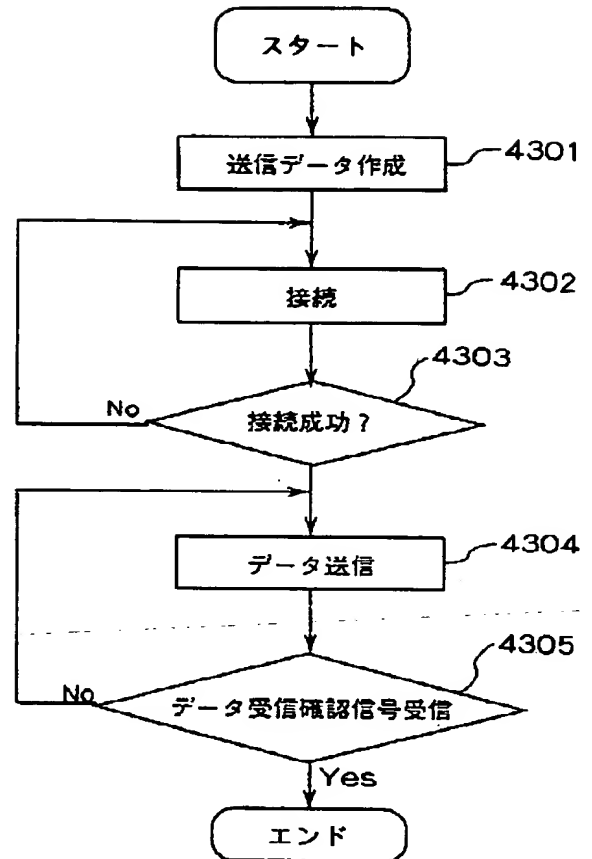 スタート
送信データ作成
4301
接続
4302
4303
接続成功?
No
データ送信
4304
4305
データ受信確認信号受信
No
Yes
エンド